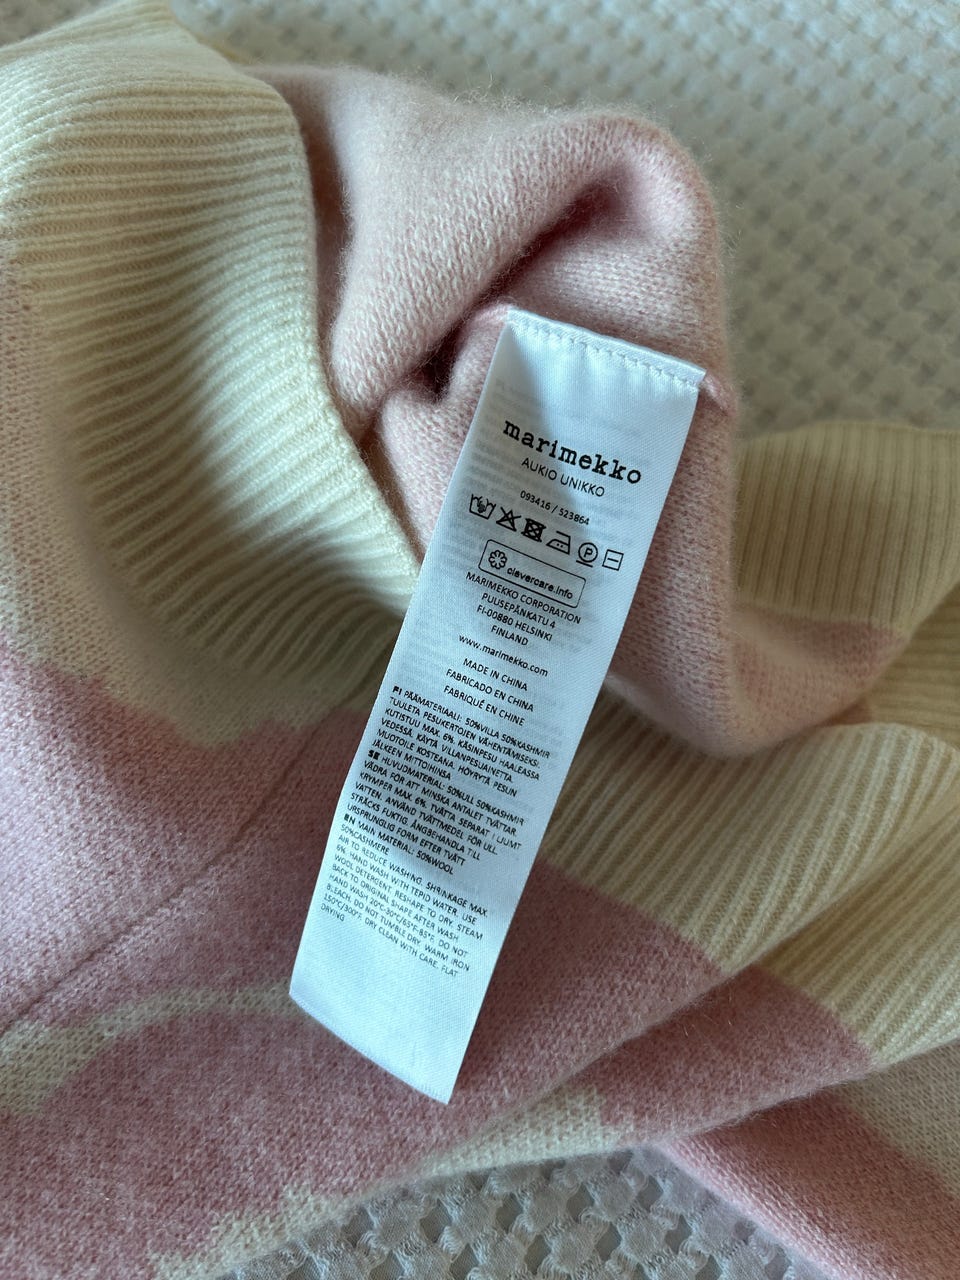 marimekko
AUKIO UNIKKO
093416 / 523864
P
clevercare.info
MARIMEKKO CORPORATION
PUUSEPÄNKATU 4
FI-00880 HELSINKI
FINLAND
www.marimekko.com
MADE IN CHINA
FABRICADO EN CHINA
FABRIQUÉ EN CHINE
FI PÄÄMATERIAALI: 50%VILLA 50%KASHMIR
TUULETA PESUKERTOJEN VÄHENTÄMISEKSI.
KUTISTUU MAX. 6%. KÄSINPESU HAALEASSA
VEDESSÄ. KÄYTÄ VILLANPESUAINETTA.
MUOTOILE KOSTEANA. HÖYRYTÄ PESUN
JÄLKEEN MITTOIHINSA
SE HUVUDMATERIAL: 50%ULL 50%KASHMIR
VÄDRA FÖR ATT MINSKA ANTALET TVÄTTAR.
KRYMPER MAX. 6%. TVÄTTA SEPARAT I LJUMT
VATTEN. ANVÄND TVÄTTMEDEL FÖR ULL.
STRÄCKS FUKTIG. ÅNGBEHANDLA TILL
URSPRUNGLIG FORM EFTER TVÄTT
EN MAIN MATERIAL: 50%WOOL
50%CASHMERE
AIR TO REDUCE WASHING. SHRINKAGE MAX.
6%. HAND WASH WITH TEPID WATER. USE
WOOL DETERGENT. RESHAPE TO DRY. STEAM
BACK TO ORIGINAL SHAPE AFTER WASH
HAND WASH 20°C-30°C/65°F-85°F. DO NOT
BLEACH. DO NOT TUMBLE DRY. WARM IRON
150°C/300°F. DRY CLEAN WITH CARE. FLAT
DRYING